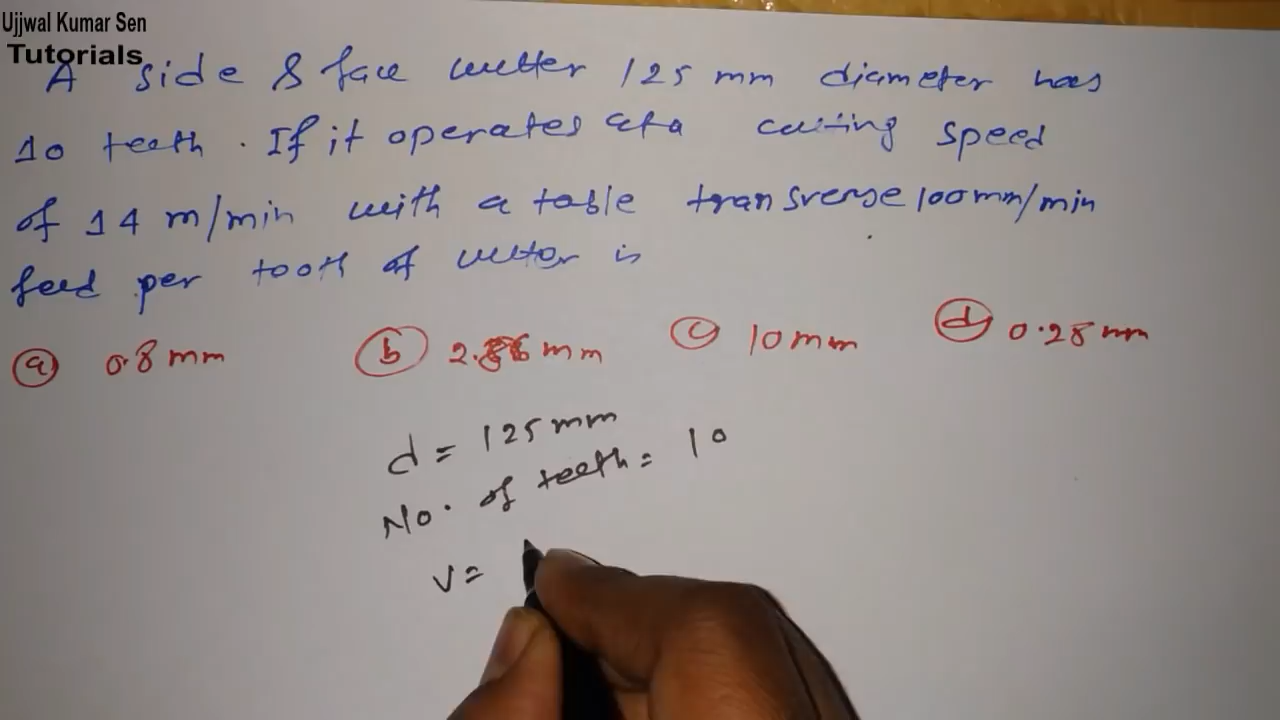 Ujjwal Kumar Sen
Tutorials
A side & face cutter 125 mm diameter has
10 teeth. If it operates at a cutting speed
of 14 m/min with a table transverse 100mm/min
feed per tooth of cutter is
(a) 0.8 mm (b) 2.86 mm (c) 10 mm (d) 0.28 mm
d = 125 mm
No. of teeth = 10
v =